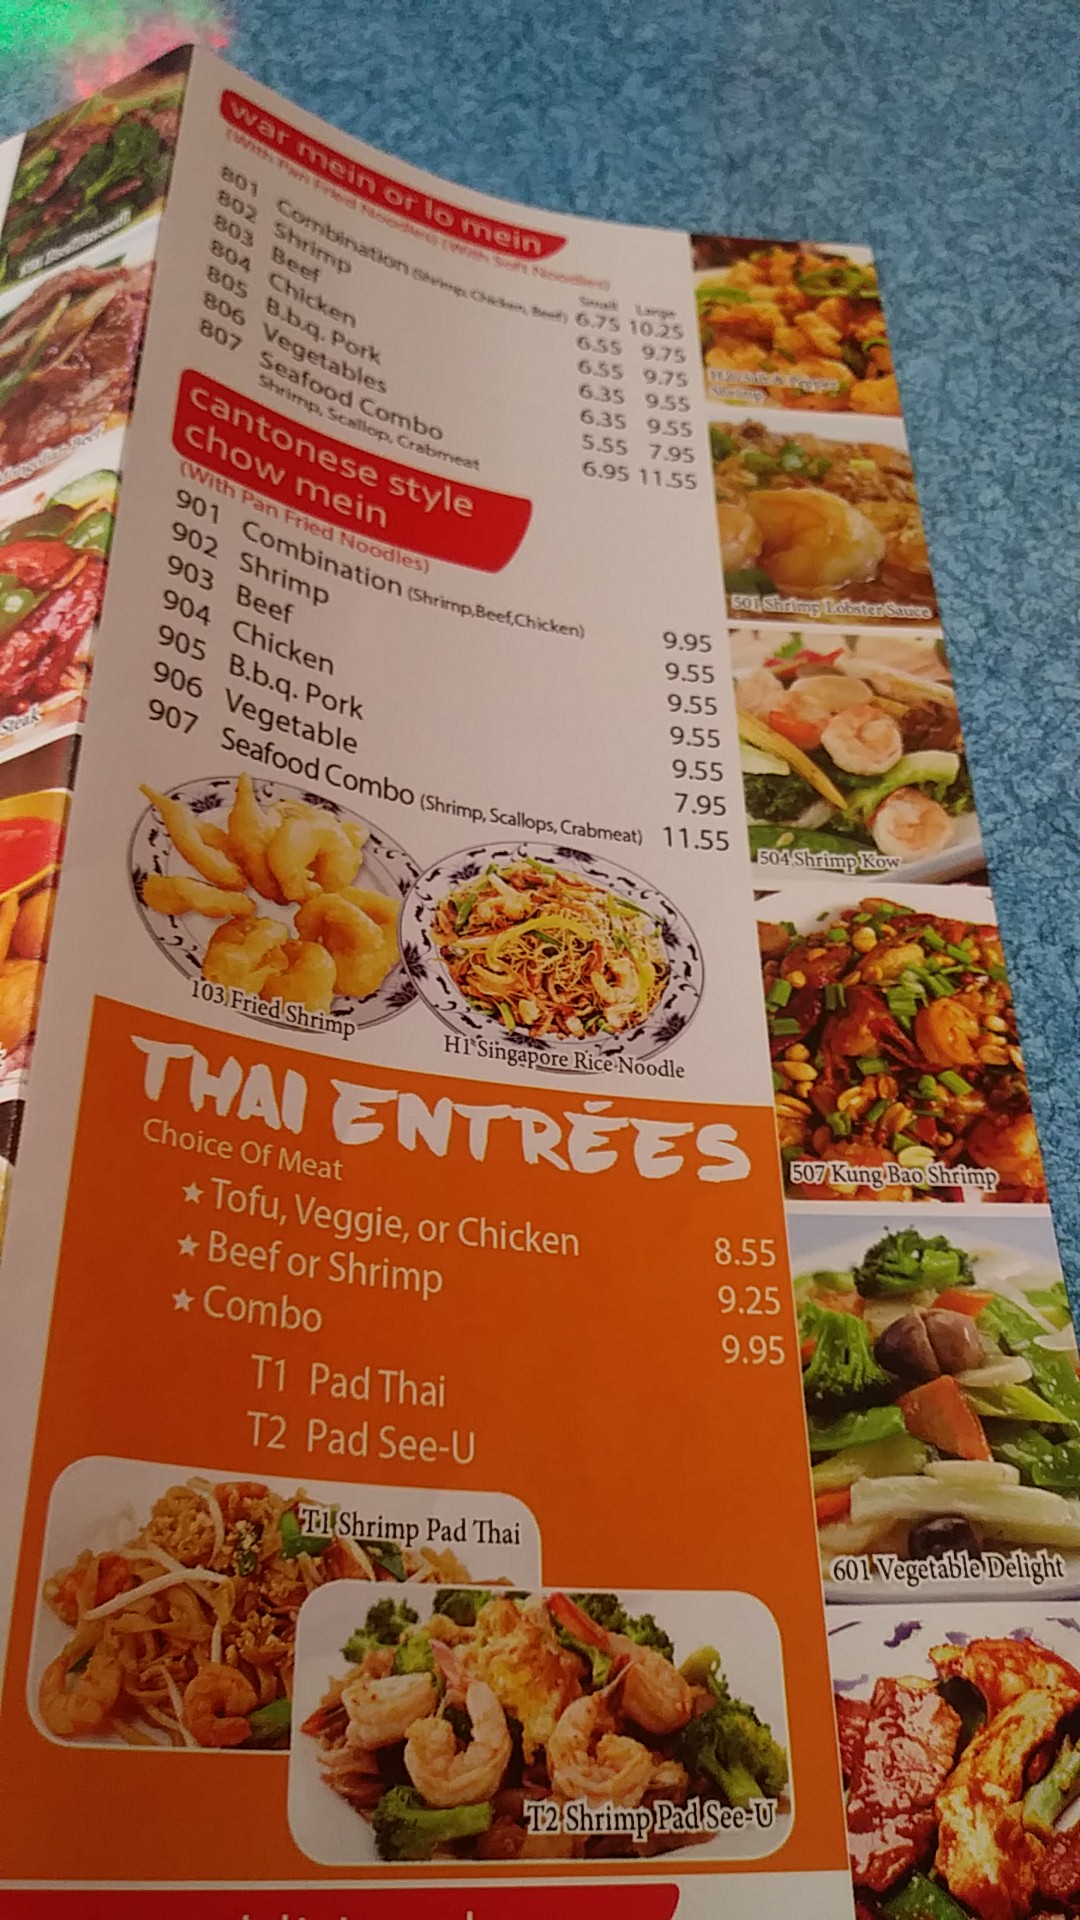 war mein or lo mein
(With Pan Fried Noodles) (With Soft Noodles)
Small Large
801 Combination (Shrimp, Chicken, Beef) 6.75 10.25
802 Shrimp 6.55 9.75
803 Beef 6.55 9.75
804 Chicken 6.35 9.55
805 B.b.q. Pork 6.35 9.55
806 Vegetables 5.55 7.95
807 Seafood Combo 6.95 11.55
Shrimp, Scallop, Crabmeat
cantonese style
chow mein
(With Pan Fried Noodles)
901 Combination (Shrimp,Beef,Chicken) 9.95
902 Shrimp 9.55
903 Beef 9.55
904 Chicken 9.55
905 B.b.q. Pork 9.55
906 Vegetable 7.95
907 Seafood Combo (Shrimp, Scallops, Crabmeat) 11.55
103 Fried Shrimp
H1 Singapore Rice Noodle
THAI ENTRÉES
Choice Of Meat
★ Tofu, Veggie, or Chicken 8.55
★ Beef or Shrimp 9.25
★ Combo 9.95
T1 Pad Thai
T2 Pad See-U
T1 Shrimp Pad Thai
T2 Shrimp Pad See-U
Salt & Pepper
Shrimp
501 Shrimp Lobster Sauce
504 Shrimp Kow
507 Kung Bao Shrimp
601 Vegetable Delight
Mongolian Beef
Steak